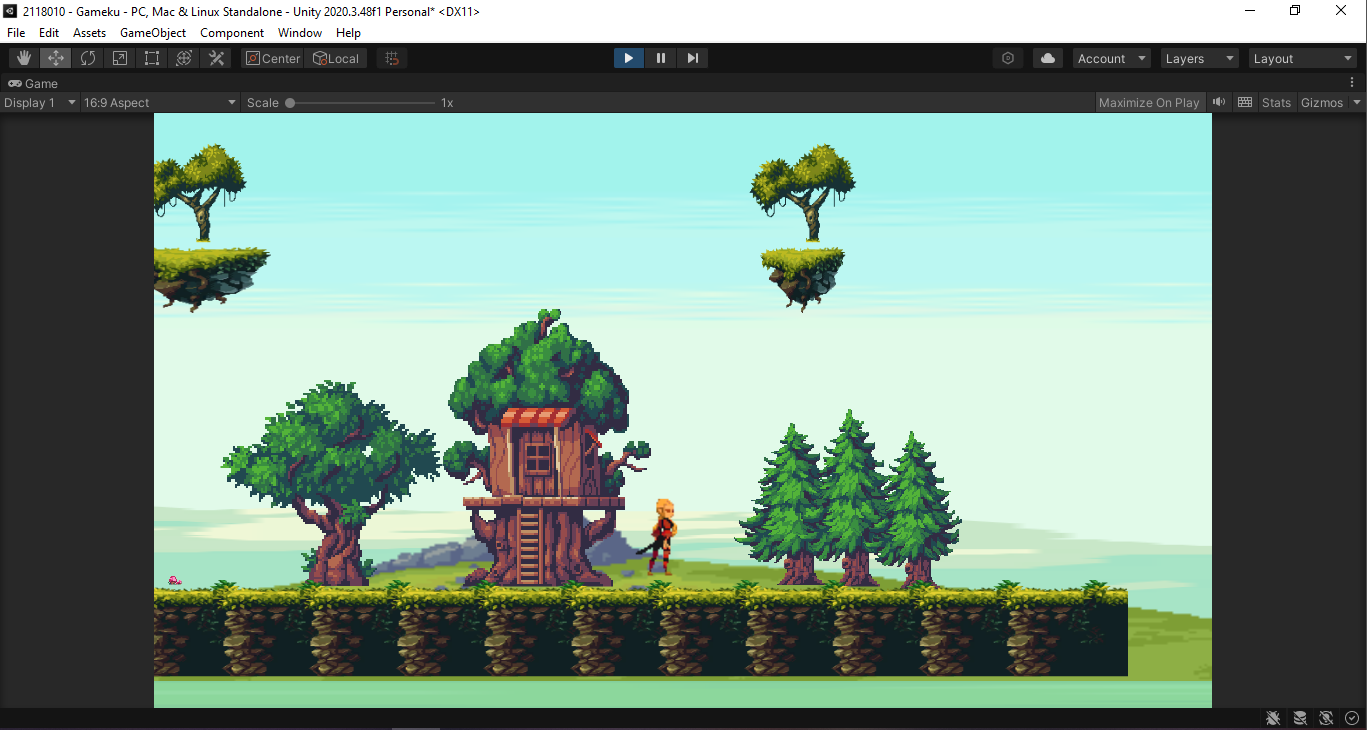 2118010 - Gameku - PC, Mac & Linux Standalone - Unity 2020.3.48f1 Personal* <DX11>
File Edit Assets GameObject Component Window Help
Center Local Account Layers Layout
Game
Display 1 16:9 Aspect Scale 1x Maximize On Play Stats Gizmos